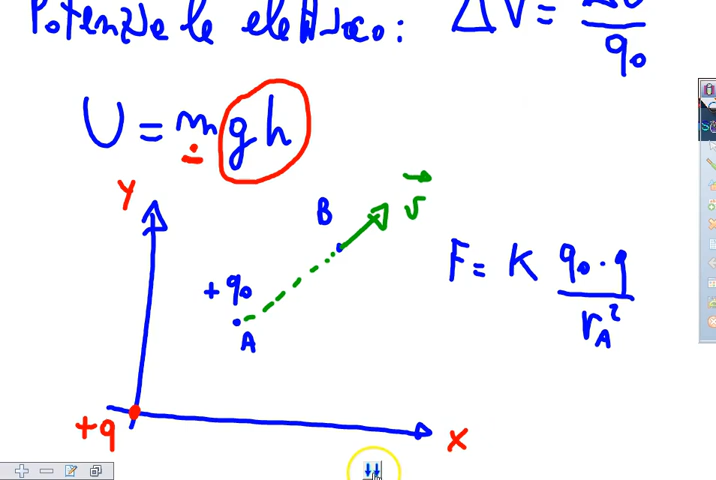 Potenziale elettrico: ΔV = ΔU/q₀
U = mgh
Y
B
v⃗
+q₀
A
F = K q₀·q/r_A²
+q
X